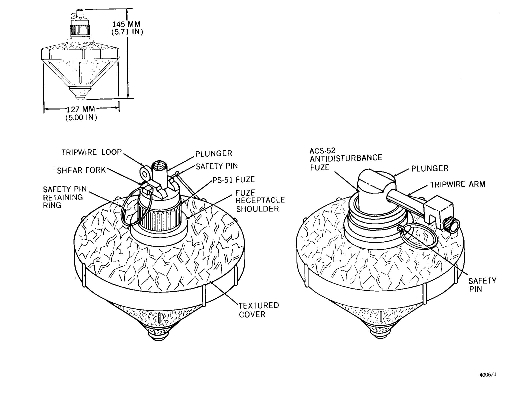 145 MM
(5.71 IN)
127 MM
(5.00 IN)
TRIPWIRE LOOP
SHEAR FORK
SAFETY PIN
RETAINING
RING
PLUNGER
SAFETY PIN
PS-51 FUZE
FUZE
RECEPTACLE
SHOULDER
TEXTURED
COVER
ACS-52
ANTIDISTURBANCE
FUZE
PLUNGER
TRIPWIRE ARM
SAFETY
PIN